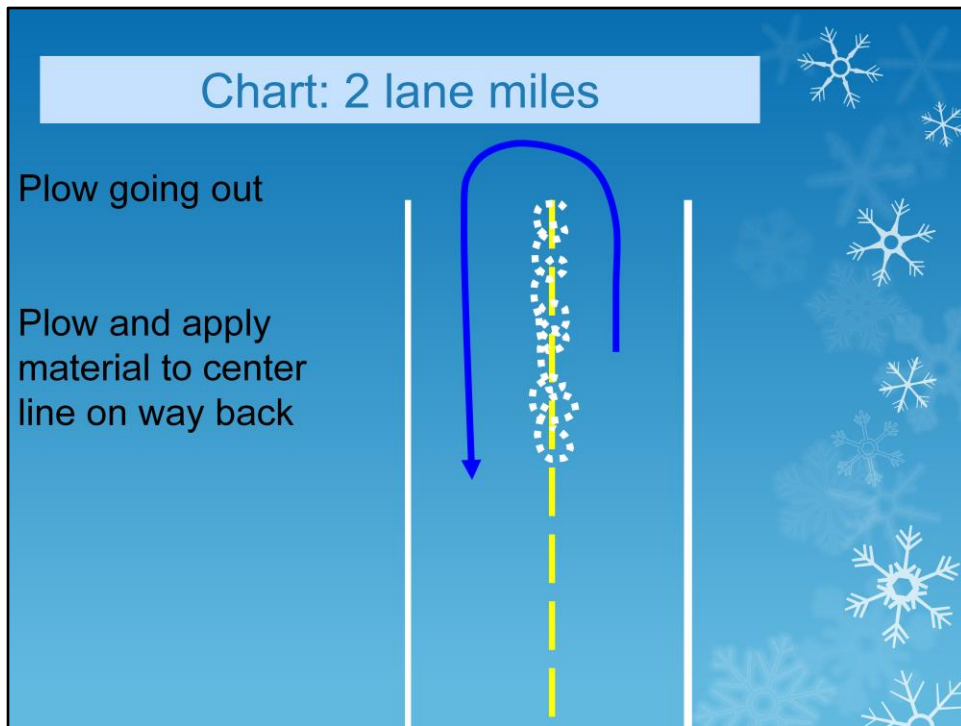 Chart: 2 lane miles
Plow going out
Plow and apply
material to center
line on way back